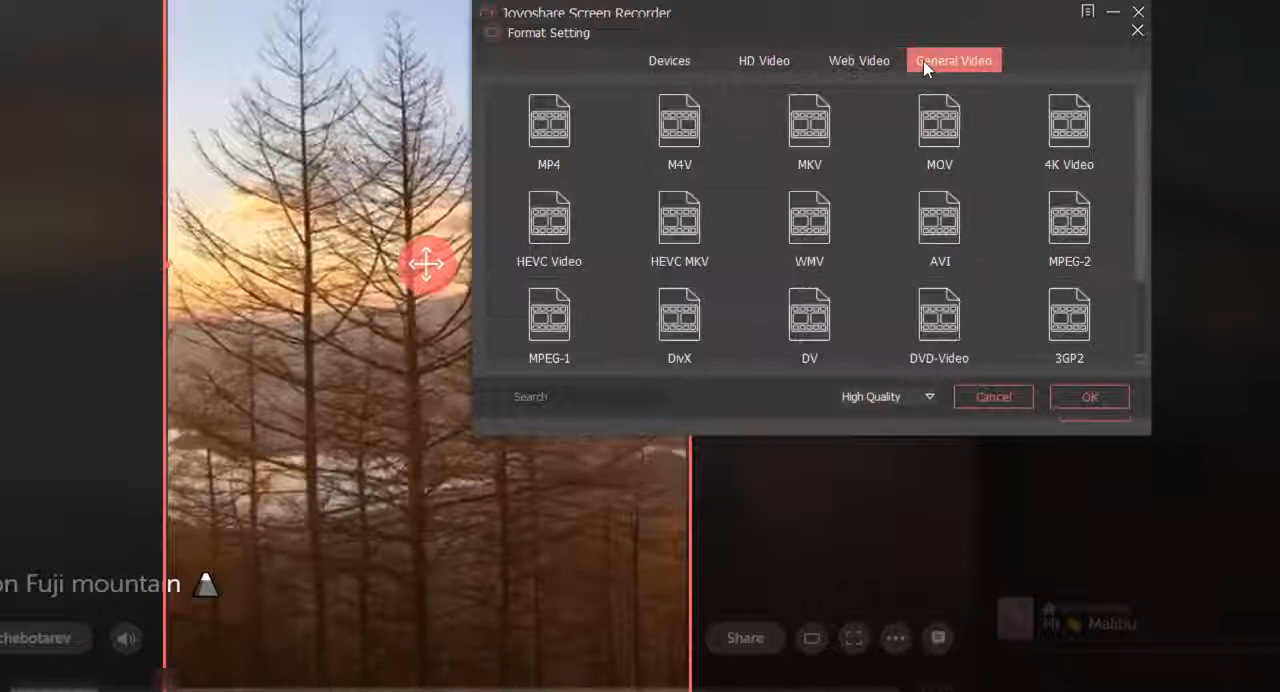 Joyoshare Screen Recorder
Format Setting
Devices HD Video Web Video General Video
MP4 M4V MKV MOV 4K Video
HEVC Video HEVC MKV WMV AVI MPEG-2
MPEG-1 DivX DV DVD-Video 3GP2
Search High Quality Cancel OK
on Fuji mountain
chebotarev Share
Hi Malibu